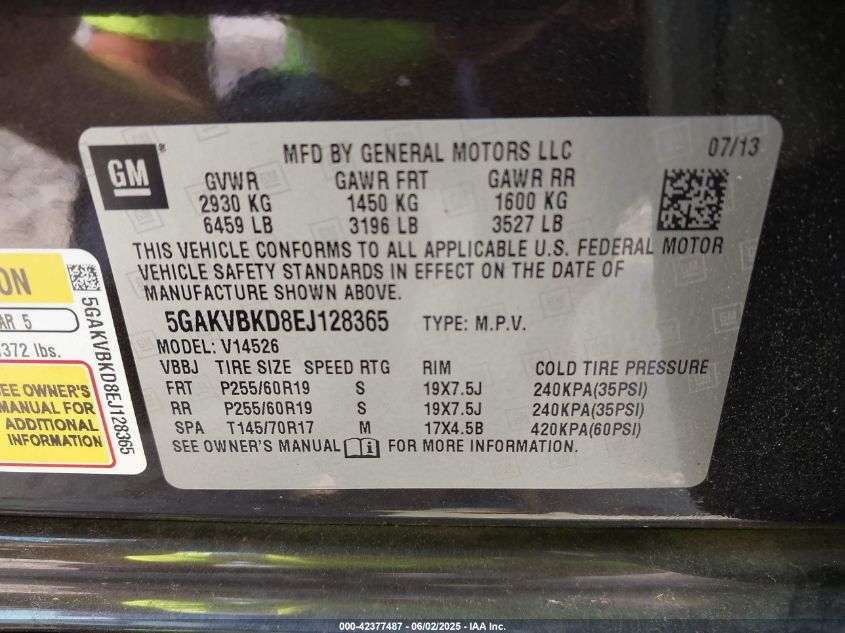 GM
®
MFD BY GENERAL MOTORS LLC
07/13
GVWR GAWR FRT GAWR RR
2930 KG 1450 KG 1600 KG
6459 LB 3196 LB 3527 LB
THIS VEHICLE CONFORMS TO ALL APPLICABLE U.S. FEDERAL MOTOR
VEHICLE SAFETY STANDARDS IN EFFECT ON THE DATE OF
MANUFACTURE SHOWN ABOVE.
5GAKVBKD8EJ128365 TYPE: M.P.V.
MODEL: V14526
VBBJ TIRE SIZE SPEED RTG RIM COLD TIRE PRESSURE
FRT P255/60R19 S 19X7.5J 240KPA(35PSI)
RR P255/60R19 S 19X7.5J 240KPA(35PSI)
SPA T145/70R17 M 17X4.5B 420KPA(60PSI)
SEE OWNER'S MANUAL i FOR MORE INFORMATION.
ON
AR 5
372 lbs.
SEE OWNER'S
MANUAL FOR
ADDITIONAL
INFORMATION
5GAKVBKD8EJ128365
000-42377487 - 06/02/2025 - IAA Inc.